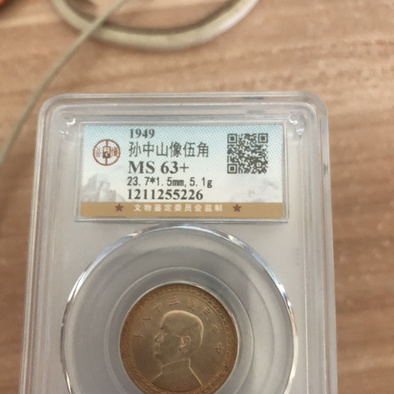 1949
孙中山像伍角
MS 63+
23.7*1.5mm,5.1g
1211255226
★ 文物鉴定委员会监制 ★